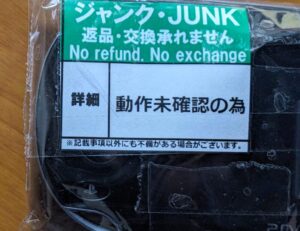 ジャンク・JUNK
返品・交換承れません
No refund. No exchange
詳細 動作未確認の為
※記載事項以外にも不備がある場合がございます。